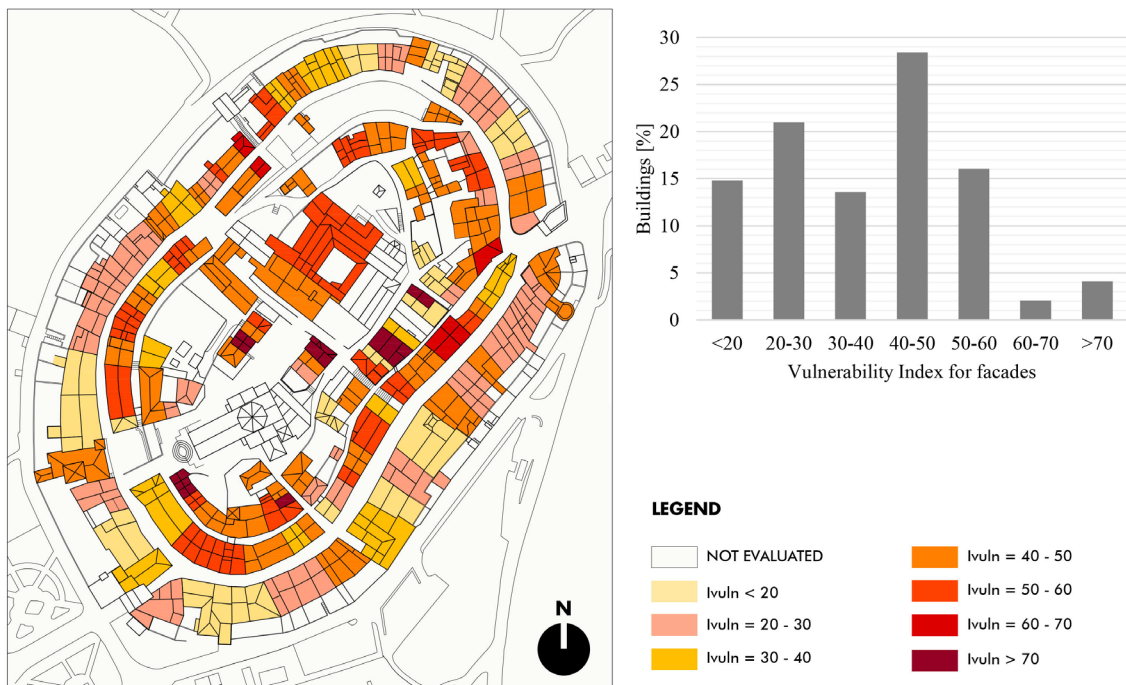 N
30
25
20
15
10
5
0
Buildings [%]
<20 20-30 30-40 40-50 50-60 60-70 >70
Vulnerability Index for facades
LEGEND
NOT EVALUATED
Ivuln < 20
Ivuln = 20 - 30
Ivuln = 30 - 40
Ivuln = 40 - 50
Ivuln = 50 - 60
Ivuln = 60 - 70
Ivuln > 70